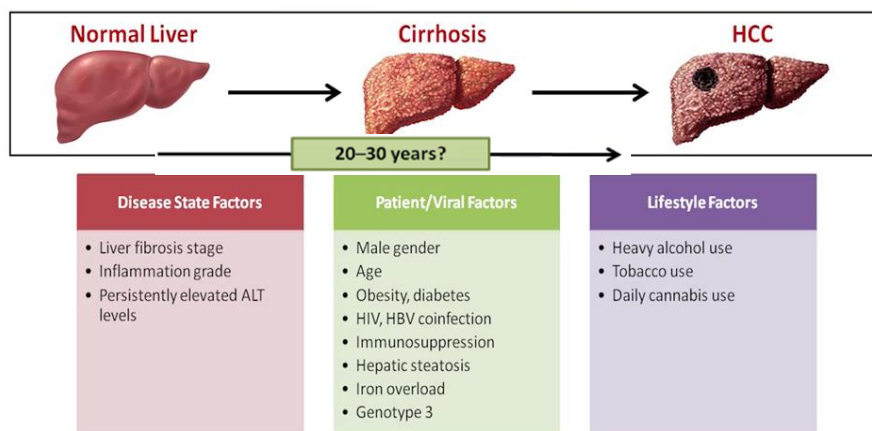 Normal Liver
Cirrhosis
HCC
20–30 years?
Disease State Factors
• Liver fibrosis stage
• Inflammation grade
• Persistently elevated ALT
levels
Patient/Viral Factors
• Male gender
• Age
• Obesity, diabetes
• HIV, HBV coinfection
• Immunosuppression
• Hepatic steatosis
• Iron overload
• Genotype 3
Lifestyle Factors
• Heavy alcohol use
• Tobacco use
• Daily cannabis use